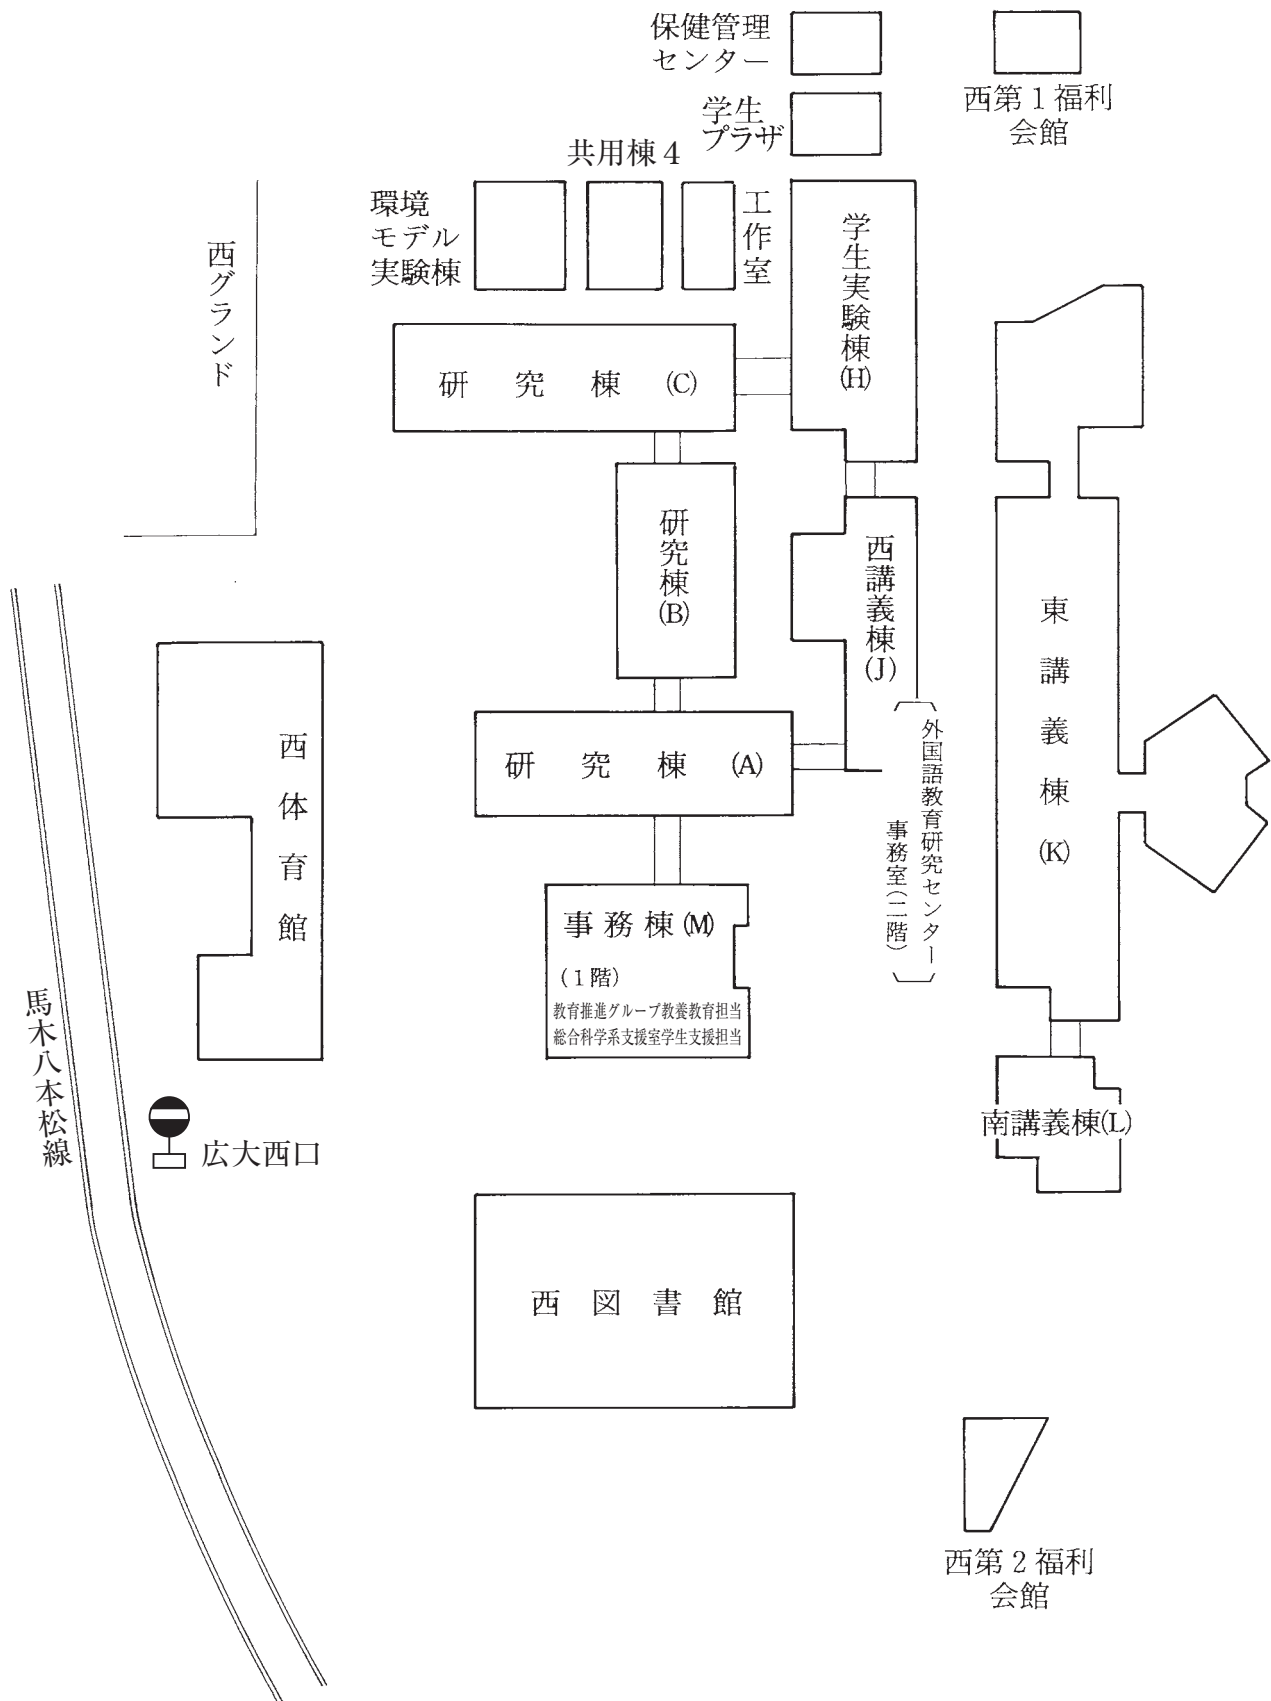 保健管理
センター
西第1福利
会館
学生
プラザ
共用棟4
環境
モデル
実験棟
工作室
学生実験棟(H)
西グランド
研究棟(C)
研究棟(B)
西講義棟(J)
東講義棟(K)
研究棟(A)
外国語教育研究センター
事務室(二階)
西体育館
事務棟(M)
(1階)
教育推進グループ教養教育担当
総合科学系支援室学生支援担当
馬木八本松線
広大西口
南講義棟(L)
西図書館
西第2福利
会館